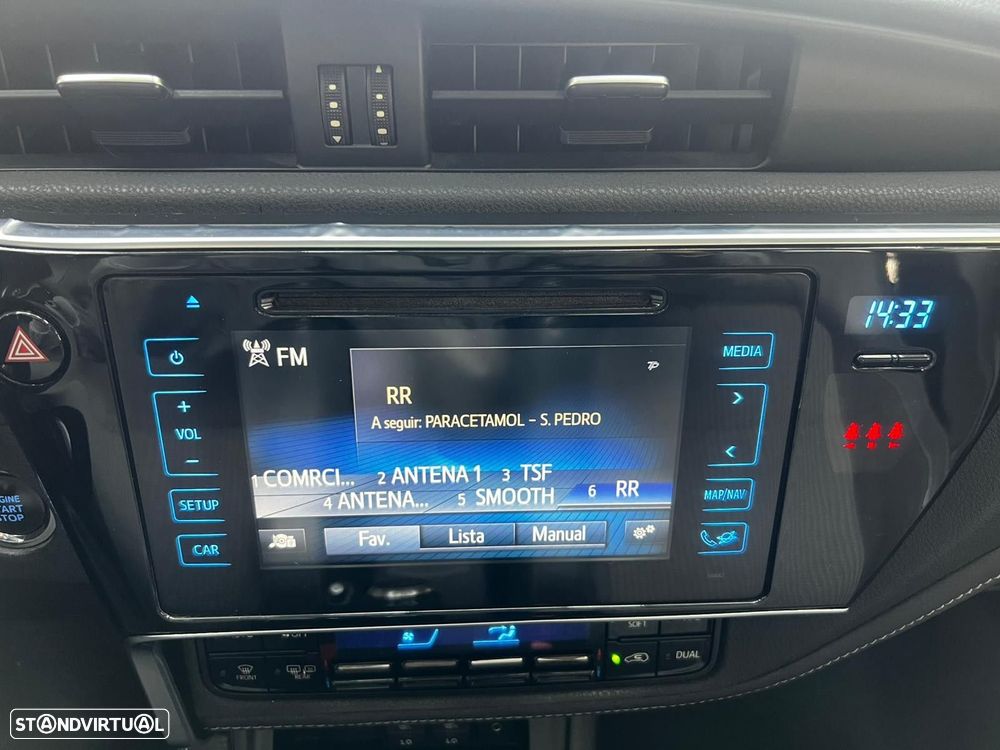 14:33
FM
MEDIA
RR
A seguir: PARACETAMOL - S. PEDRO
VOL
1 COMRCI... 2 ANTENA 1 3 TSF
4 ANTENA... 5 SMOOTH 6 RR
SETUP
MAP/NAV
ENGINE
START
STOP
Fav. Lista Manual
CAR
SOFT
FRONT
REAR
DUAL
STANDVIRTUAL